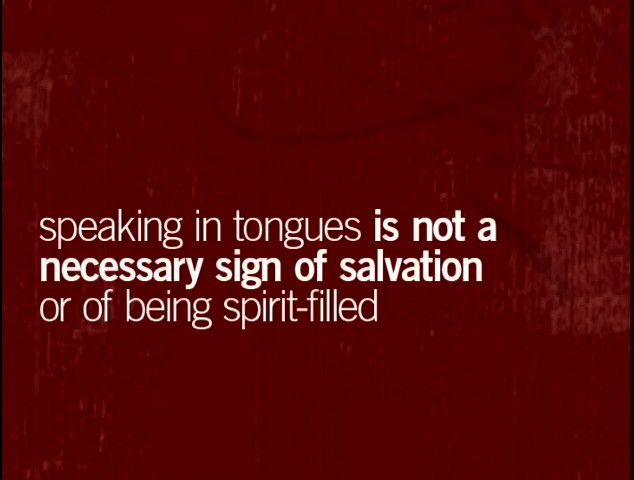 speaking in tongues is not a
necessary sign of salvation
or of being spirit-filled